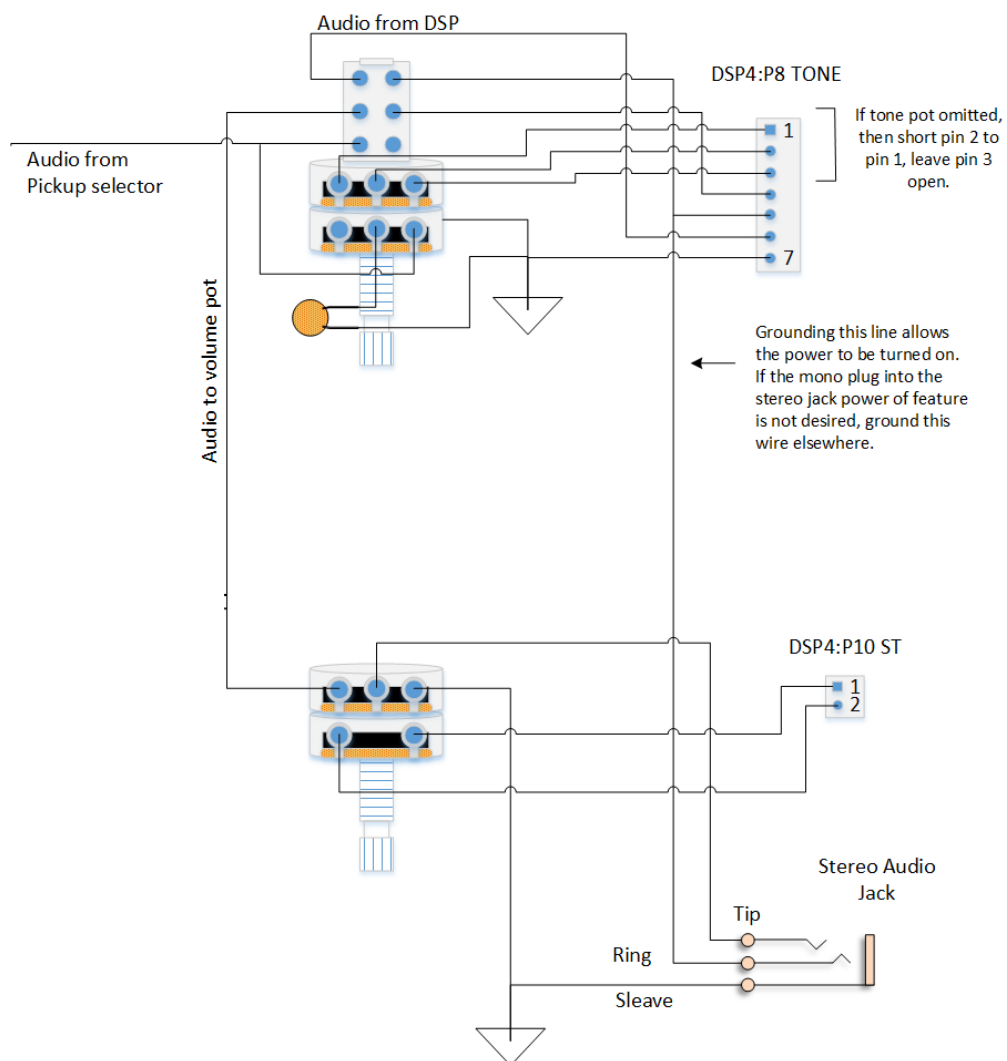 Audio from DSP
DSP4:P8 TONE
1
7
If tone pot omitted,
then short pin 2 to
pin 1, leave pin 3
open.
Audio from
Pickup selector
Audio to volume pot
Grounding this line allows
the power to be turned on.
If the mono plug into the
stereo jack power of feature
is not desired, ground this
wire elsewhere.
DSP4:P10 ST
1
2
Stereo Audio
Jack
Tip
Ring
Sleave